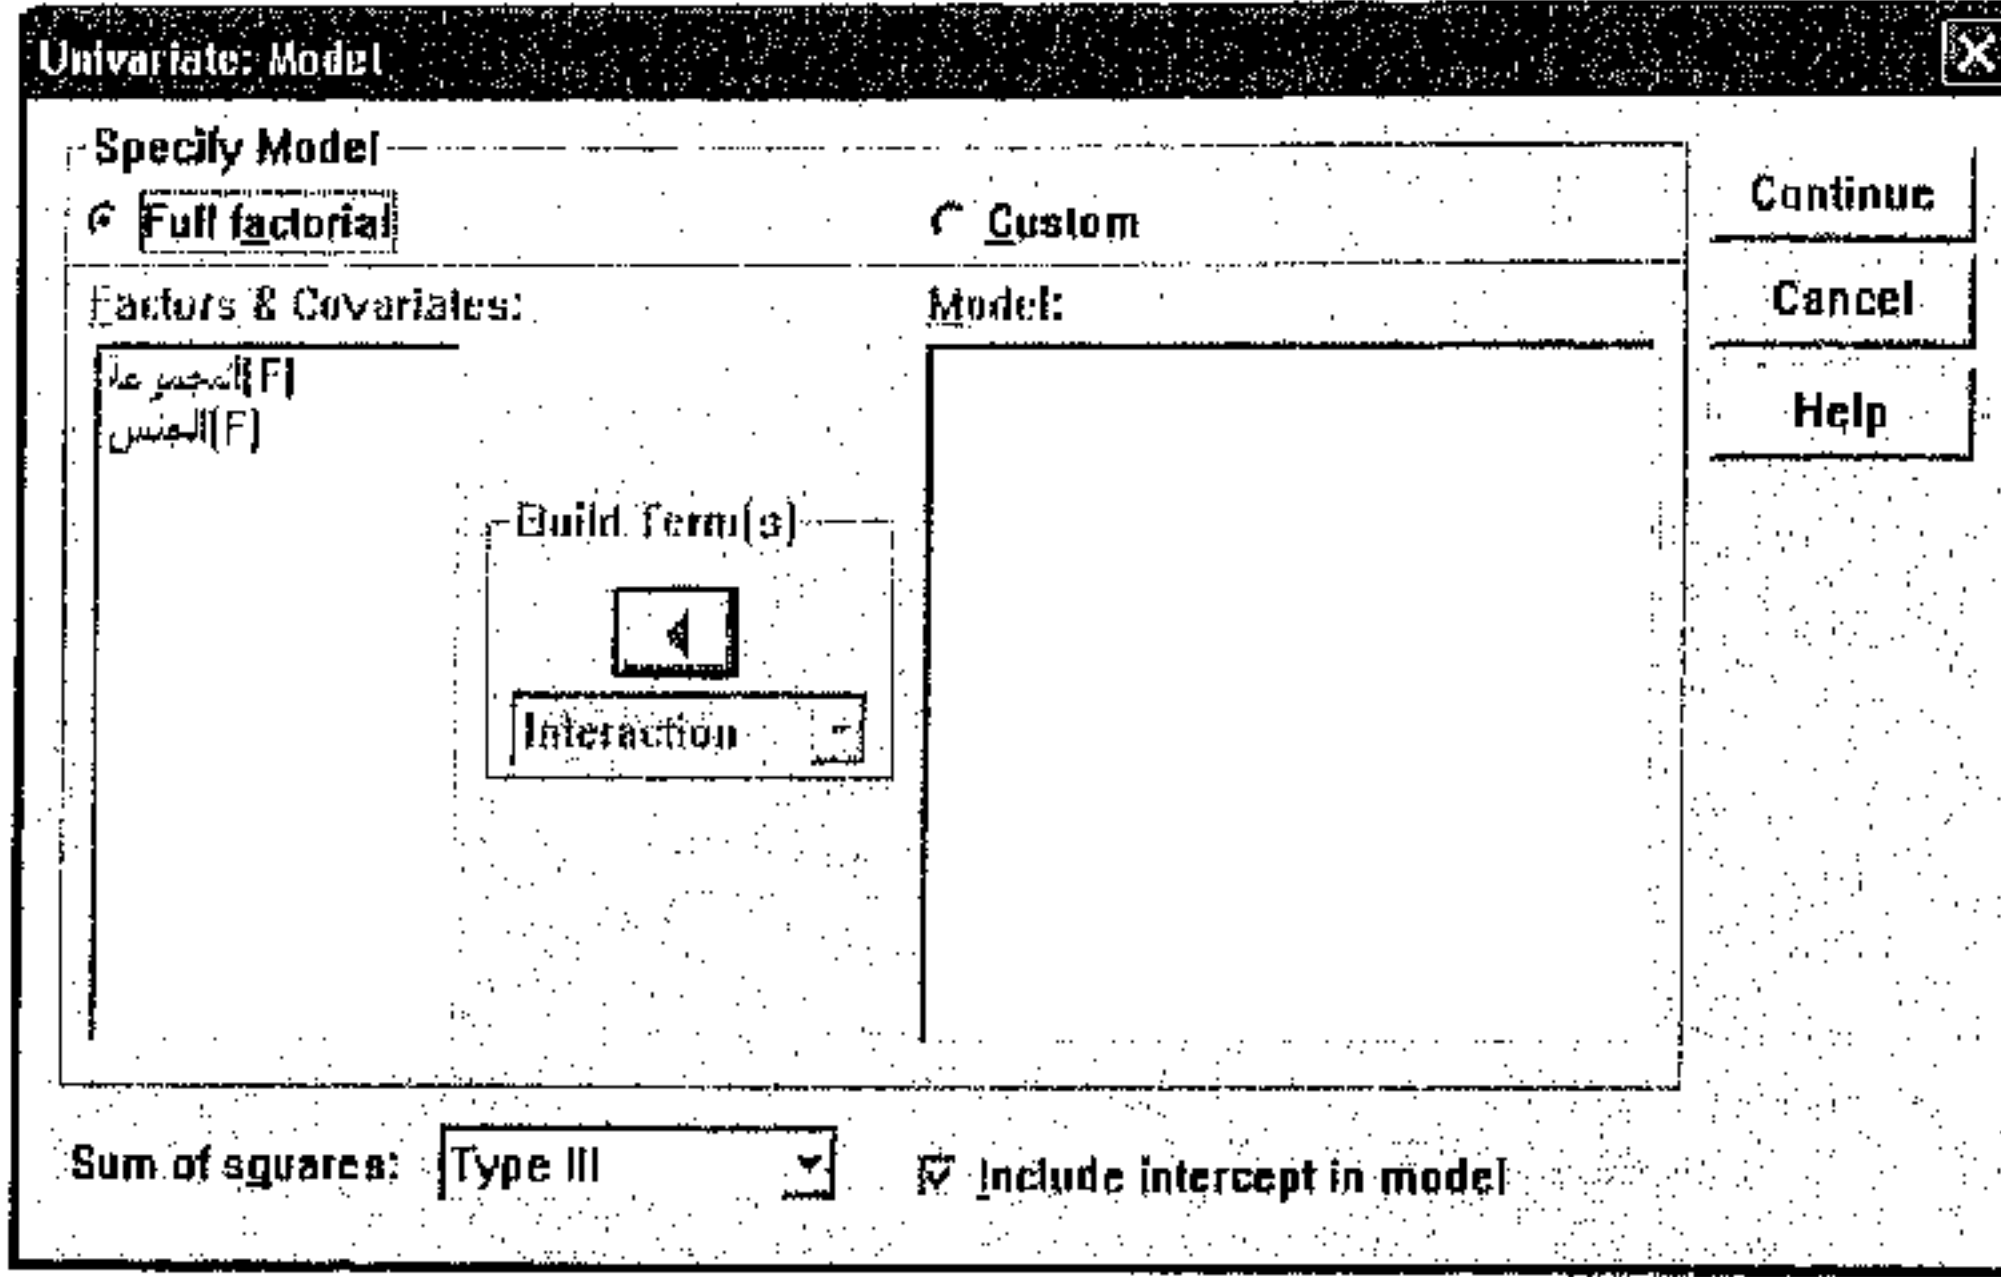 Univariate: Model
Specify Model
Full factorial
Custom
Continue
Cancel
Help
Factors & Covariates:
Model:
المجموعة(F)
الجنس(F)
Build Term(s)
Interaction
Sum of squares:
Type III
Include intercept in model